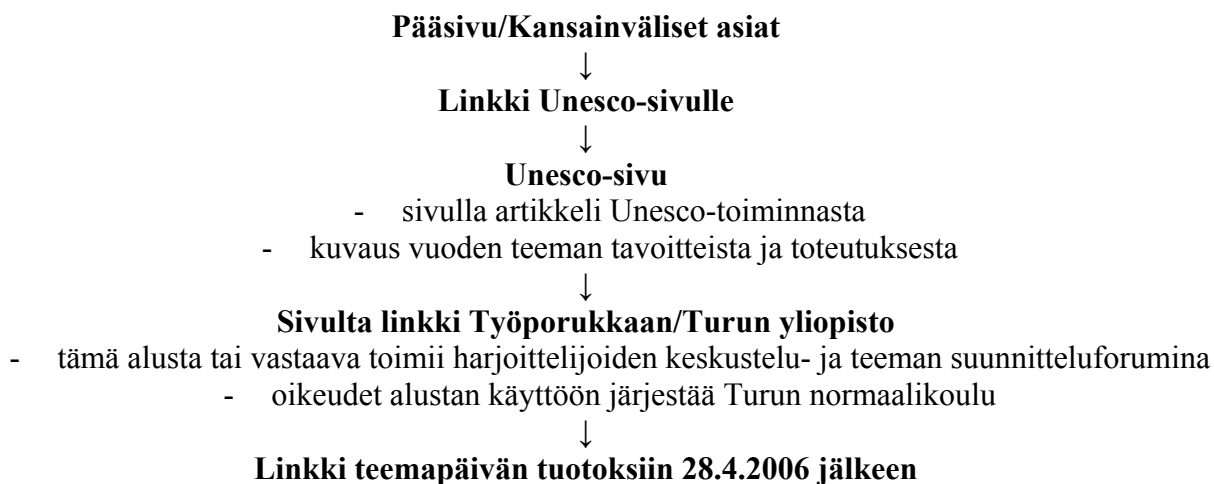 Pääsivu/Kansainväliset asiat
↓
Linkki Unesco-sivulle
↓
Unesco-sivu
- sivulla artikkeli Unesco-toiminnasta
- kuvaus vuoden teeman tavoitteista ja toteutuksesta
↓
Sivulta linkki Työporukkaan/Turun yliopisto
- tämä alusta tai vastaava toimii harjoittelijoiden keskustelu- ja teeman suunnitteluforumina
- oikeudet alustan käyttöön järjestää Turun normaalikoulu
↓
Linkki teemapäivän tuotoksiin 28.4.2006 jälkeen